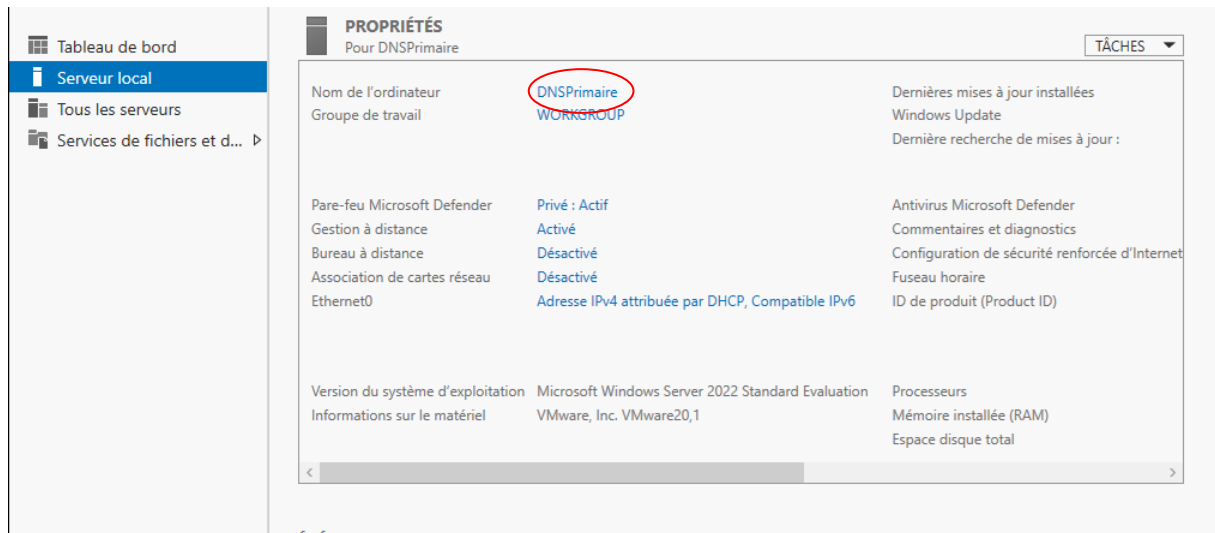 Tableau de bord
Serveur local
Tous les serveurs
Services de fichiers et d...
PROPRIÉTÉS
Pour DNSPrimaire
TÂCHES
Nom de l'ordinateur DNSPrimaire Dernières mises à jour installées
Groupe de travail WORKGROUP Windows Update
Dernière recherche de mises à jour :
Pare-feu Microsoft Defender Privé : Actif Antivirus Microsoft Defender
Gestion à distance Activé Commentaires et diagnostics
Bureau à distance Désactivé Configuration de sécurité renforcée d'Internet
Association de cartes réseau Désactivé Fuseau horaire
Ethernet0 Adresse IPv4 attribuée par DHCP, Compatible IPv6 ID de produit (Product ID)
Version du système d'exploitation Microsoft Windows Server 2022 Standard Evaluation Processeurs
Informations sur le matériel VMware, Inc. VMware20,1 Mémoire installée (RAM)
Espace disque total